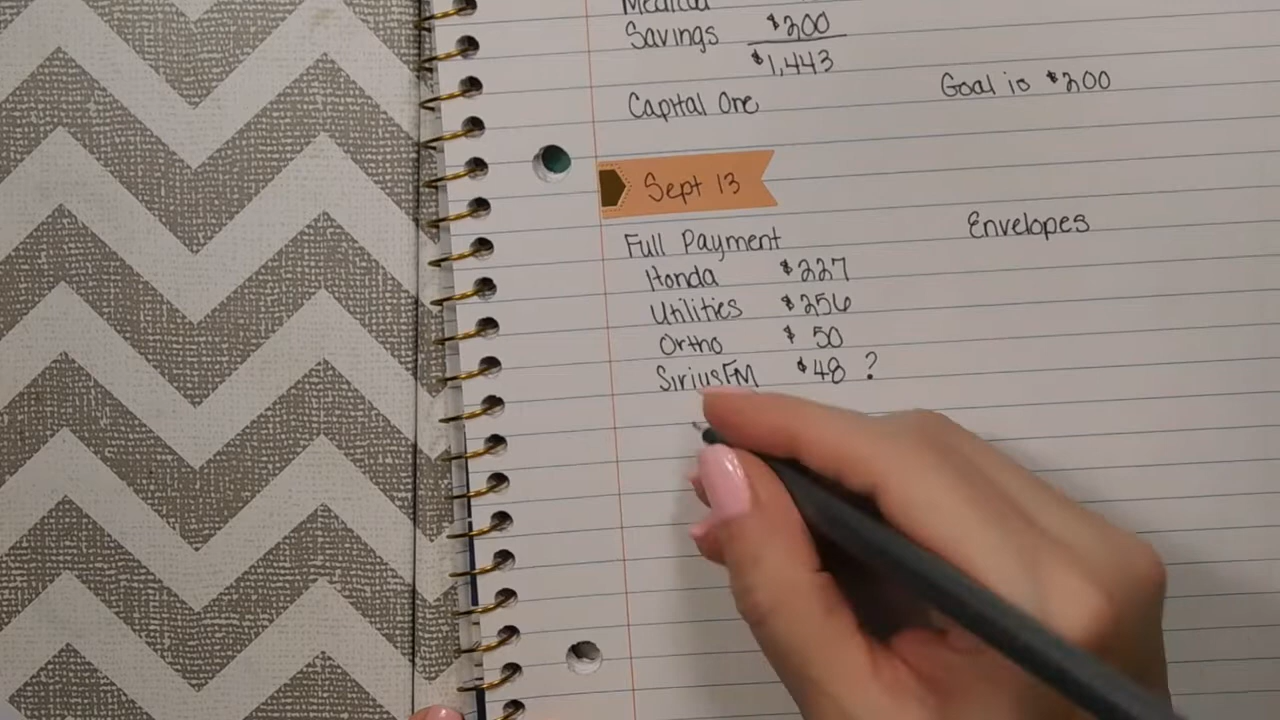 Medical
Savings $200
$1,443
Capital One Goal is $200
Sept 13
Full Payment Envelopes
Honda $227
Utilities $256
Ortho $ 50
SiriusFM $48 ?